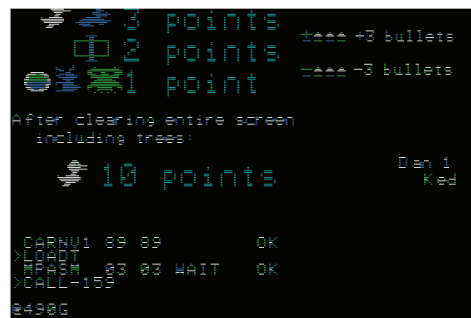 3 points
±▲▲▲ +3 bullets
2 points
−▲▲▲ −3 bullets
1 point
After clearing entire screen
including trees:
10 points
Dan 1
Ked
CARNV1 89 89 OK
>LOADT
MPASM 03 03 WAIT OK
>CALL-159
@490G